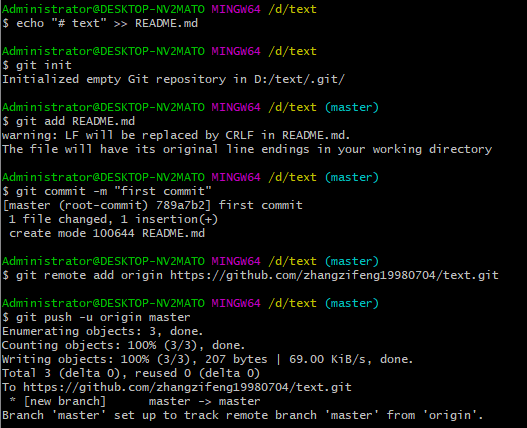 Administrator@DESKTOP-NV2MATO MINGW64 /d/text
$ echo "# text" >> README.md
Administrator@DESKTOP-NV2MATO MINGW64 /d/text
$ git init
Initialized empty Git repository in D:/text/.git/
Administrator@DESKTOP-NV2MATO MINGW64 /d/text (master)
$ git add README.md
warning: LF will be replaced by CRLF in README.md.
The file will have its original line endings in your working directory
Administrator@DESKTOP-NV2MATO MINGW64 /d/text (master)
$ git commit -m "first commit"
[master (root-commit) 789a7b2] first commit
 1 file changed, 1 insertion(+)
 create mode 100644 README.md
Administrator@DESKTOP-NV2MATO MINGW64 /d/text (master)
$ git remote add origin https://github.com/zhangzifeng19980704/text.git
Administrator@DESKTOP-NV2MATO MINGW64 /d/text (master)
$ git push -u origin master
Enumerating objects: 3, done.
Counting objects: 100% (3/3), done.
Writing objects: 100% (3/3), 207 bytes | 69.00 KiB/s, done.
Total 3 (delta 0), reused 0 (delta 0)
To https://github.com/zhangzifeng19980704/text.git
 * [new branch]      master -> master
Branch 'master' set up to track remote branch 'master' from 'origin'.